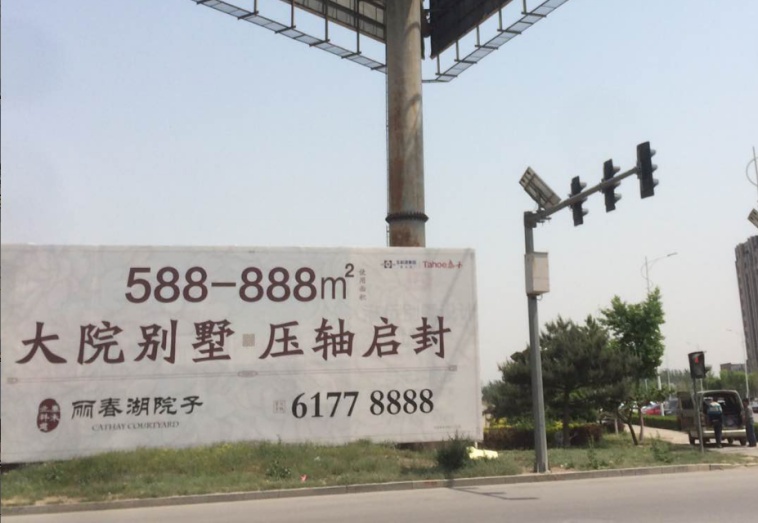 588-888m²
Tahoe
大院别墅 压轴启封
丽春湖院子
CATHAY COURTYARD
6177 8888